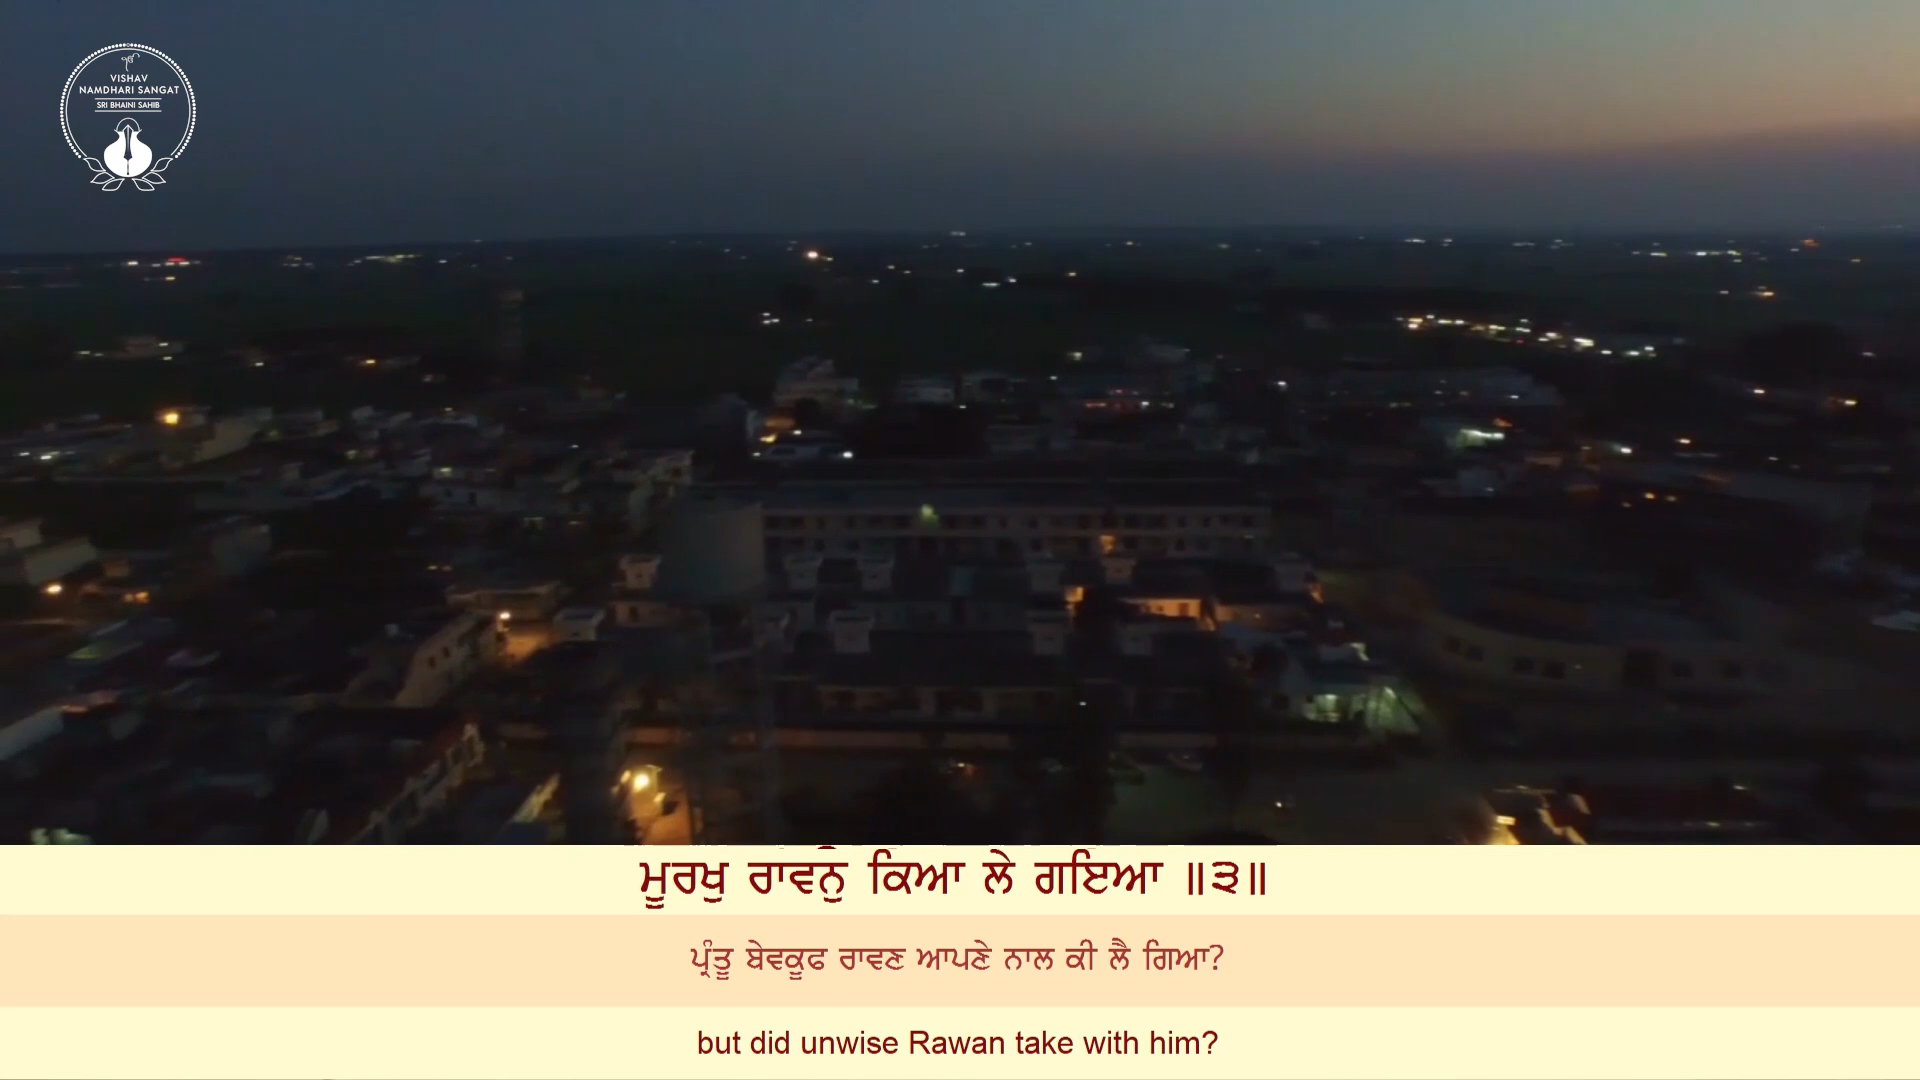 ੴ
VISHAV
NAMDHARI SANGAT
SRI BHAINI SAHIB
ਮੂਰਖੁ ਰਾਵਨੁ ਕਿਆ ਲੇ ਗਇਆ ॥੩॥
ਪ੍ਰੰਤੂ ਬੇਵਕੂਫ ਰਾਵਣ ਆਪਣੇ ਨਾਲ ਕੀ ਲੈ ਗਿਆ?
but did unwise Rawan take with him?